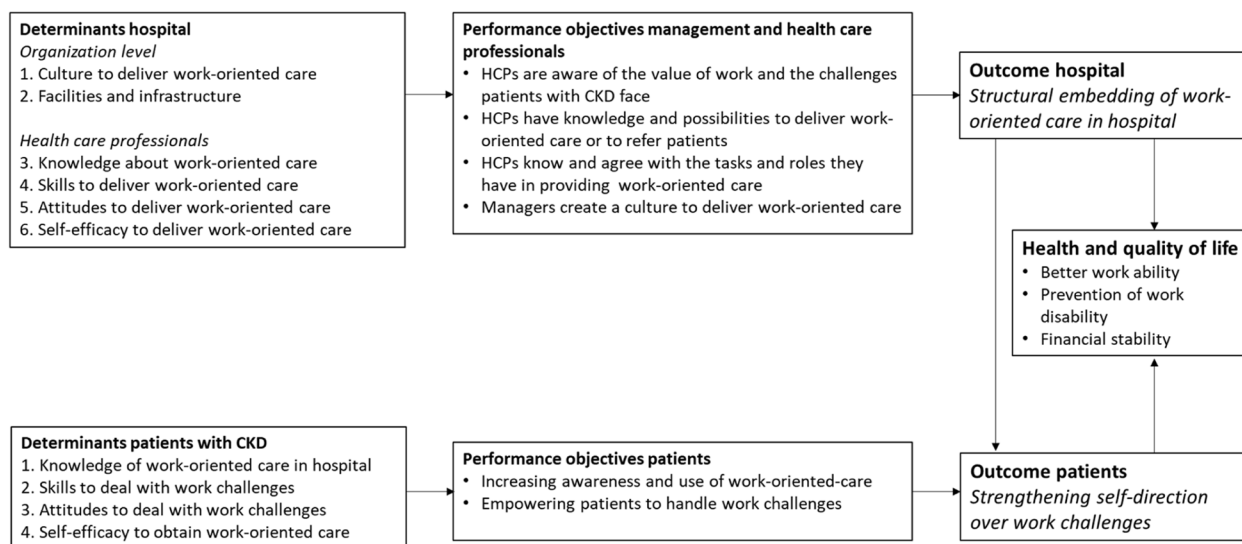 Determinants hospital
Organization level
1. Culture to deliver work-oriented care
2. Facilities and infrastructure
Health care professionals
3. Knowledge about work-oriented care
4. Skills to deliver work-oriented care
5. Attitudes to deliver work-oriented care
6. Self-efficacy to deliver work-oriented care
Performance objectives management and health care
professionals
• HCPs are aware of the value of work and the challenges
patients with CKD face
• HCPs have knowledge and possibilities to deliver work-
oriented care or to refer patients
• HCPs know and agree with the tasks and roles they
have in providing work-oriented care
• Managers create a culture to deliver work-oriented care
Outcome hospital
Structural embedding of work-
oriented care in hospital
Health and quality of life
• Better work ability
• Prevention of work
disability
• Financial stability
Determinants patients with CKD
1. Knowledge of work-oriented care in hospital
2. Skills to deal with work challenges
3. Attitudes to deal with work challenges
4. Self-efficacy to obtain work-oriented care
Performance objectives patients
• Increasing awareness and use of work-oriented-care
• Empowering patients to handle work challenges
Outcome patients
Strengthening self-direction
over work challenges